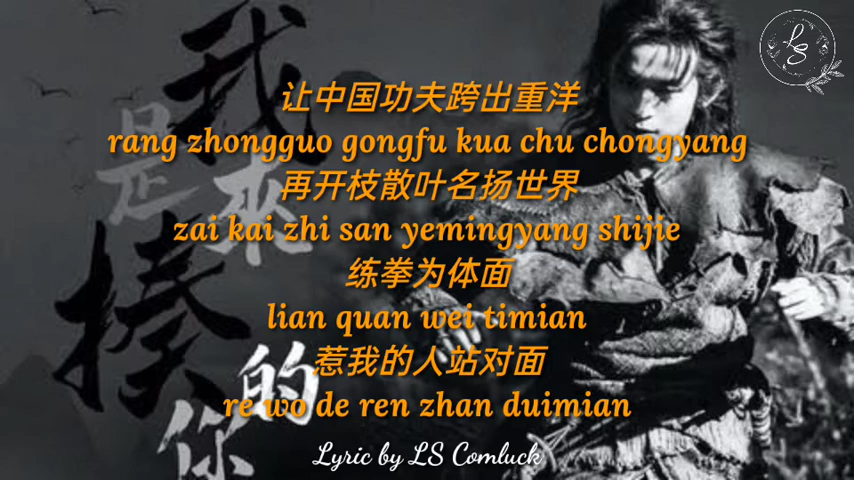 LS
让中国功夫跨出重洋
rang zhongguo gongfu kua chu chongyang
再开枝散叶名扬世界
zai kai zhi san yemingyang shijie
练拳为体面
lian quan wei timian
惹我的人站对面
re wo de ren zhan duimian
Lyric by LS Comluck
我
是
來
揍
你
的